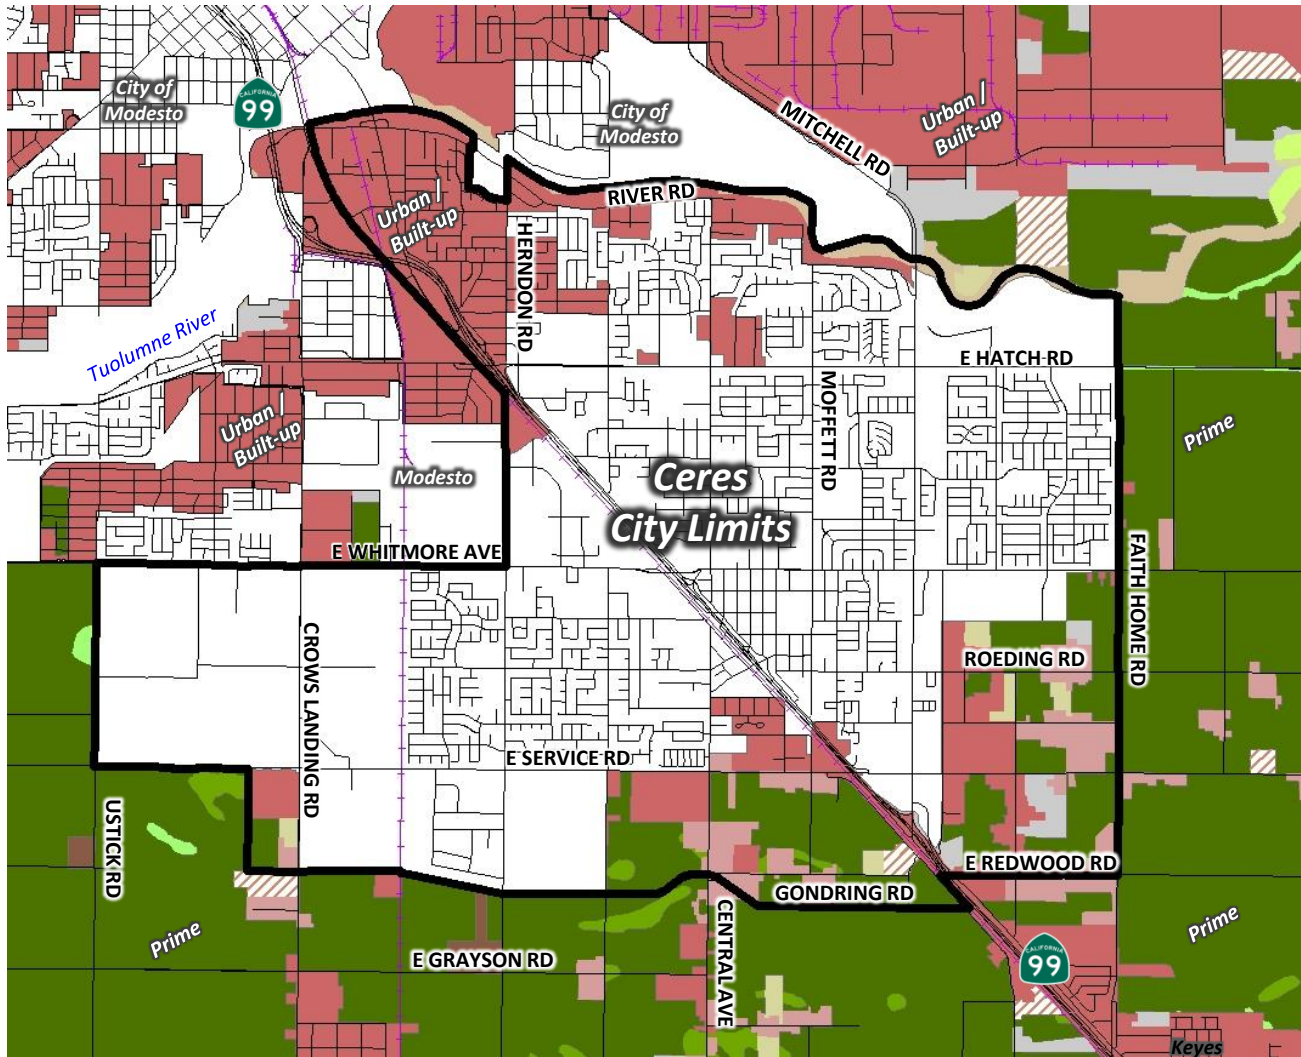 City of
Modesto
CALIFORNIA
99
City of
Modesto
MITCHELL RD
Urban /
Built-up
RIVER RD
Urban /
Built-up
HERNDON RD
Tuolumne River
E HATCH RD
MOFFETT RD
Urban /
Built-up
Prime
Modesto
Ceres
City Limits
E WHITMORE AVE
FAITH HOME RD
CROWS LANDING RD
ROEDING RD
E SERVICE RD
USTICK RD
E REDWOOD RD
GONDRING RD
CENTRAL AVE
Prime
Prime
E GRAYSON RD
CALIFORNIA
99
Keyes